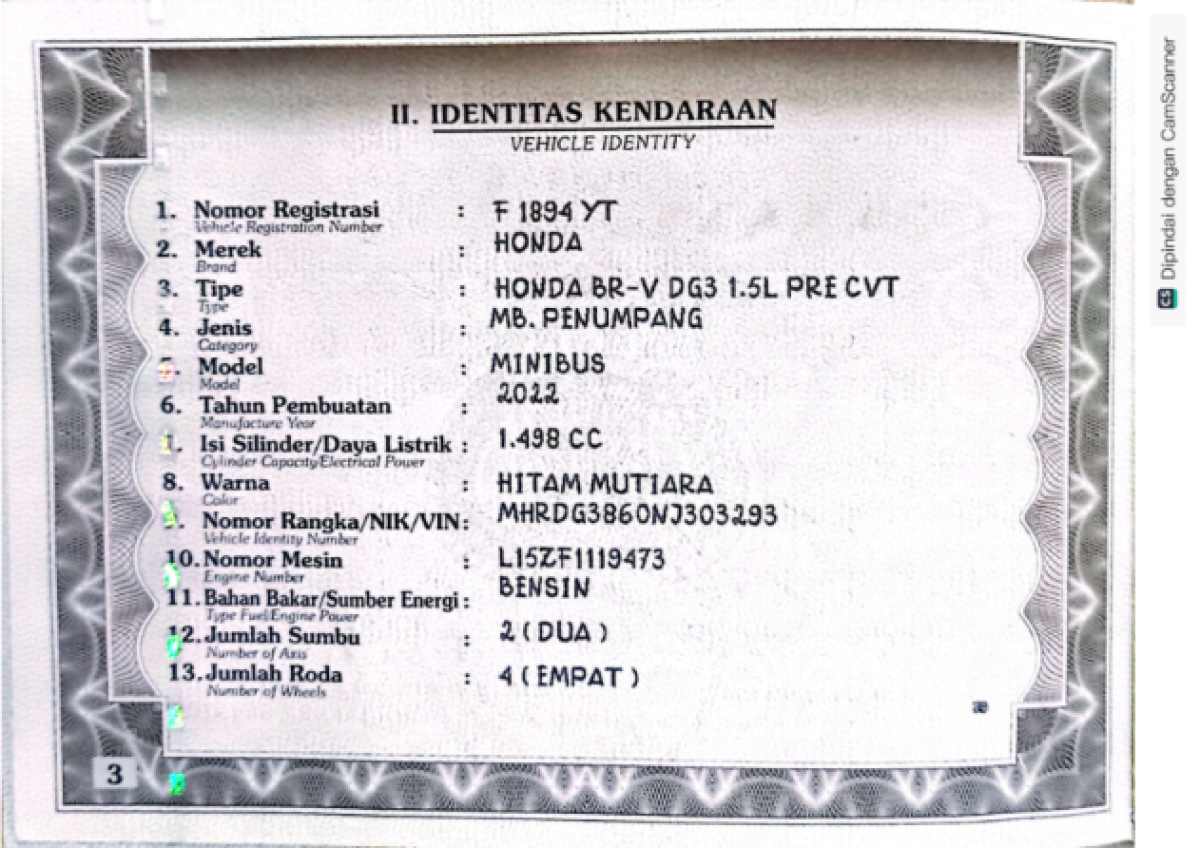 II. IDENTITAS KENDARAAN
VEHICLE IDENTITY
1. Nomor Registrasi : F 1894 YT
Vehicle Registration Number
2. Merek : HONDA
Brand
3. Tipe : HONDA BR-V DG3 1.5L PRE CVT
Type
4. Jenis : MB. PENUMPANG
Category
5. Model : MINIBUS
Model
6. Tahun Pembuatan : 2022
Manufacture Year
7. Isi Silinder/Daya Listrik : 1.498 CC
Cylinder Capacity/Electrical Power
8. Warna : HITAM MUTIARA
Color
9. Nomor Rangka/NIK/VIN: MHRDG3860NJ303293
Vehicle Identity Number
10. Nomor Mesin : L15ZF1119473
Engine Number
11. Bahan Bakar/Sumber Energi : BENSIN
Type Fuel/Engine Power
12. Jumlah Sumbu : 2 ( DUA )
Number of Axis
13. Jumlah Roda : 4 ( EMPAT )
Number of Wheels
3
CS Dipindai dengan CamScanner